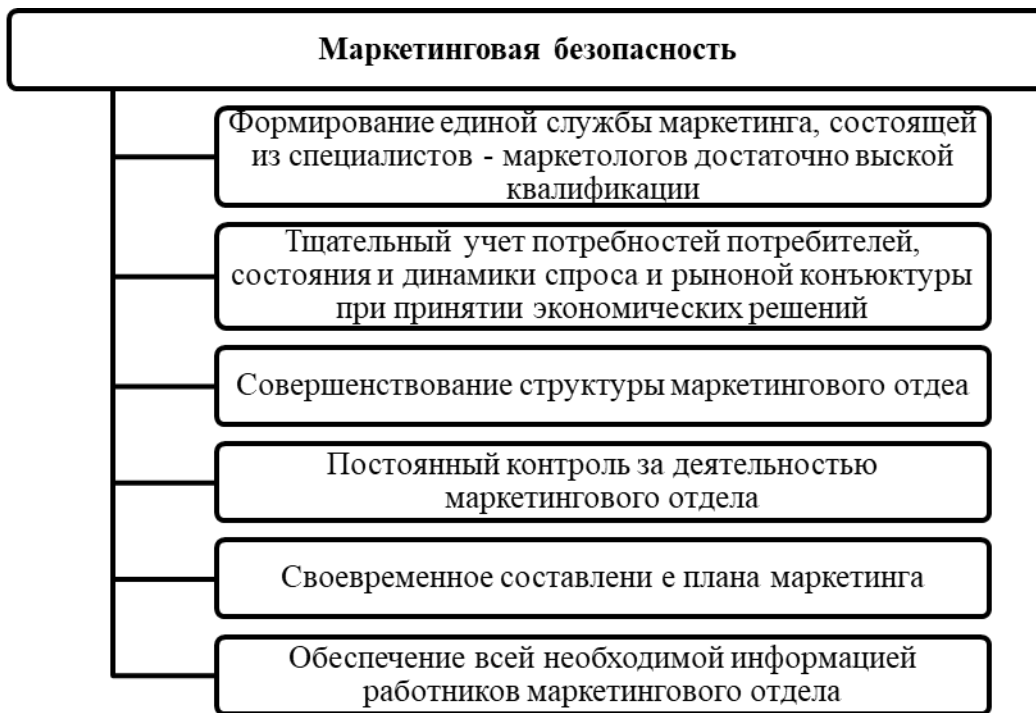 Маркетинговая безопасность
Формирование единой службы маркетинга, состоящей
из специалистов - маркетологов достаточно выской
квалификации
Тщательный учет потребностей потребителей,
состояния и динамики спроса и рыноной конъюктуры
при принятии экономических решений
Совершенствование структуры маркетингового отдеа
Постоянный контроль за деятельностью
маркетингового отдела
Своевременное составлени е плана маркетинга
Обеспечение всей необходимой информацией
работников маркетингового отдела